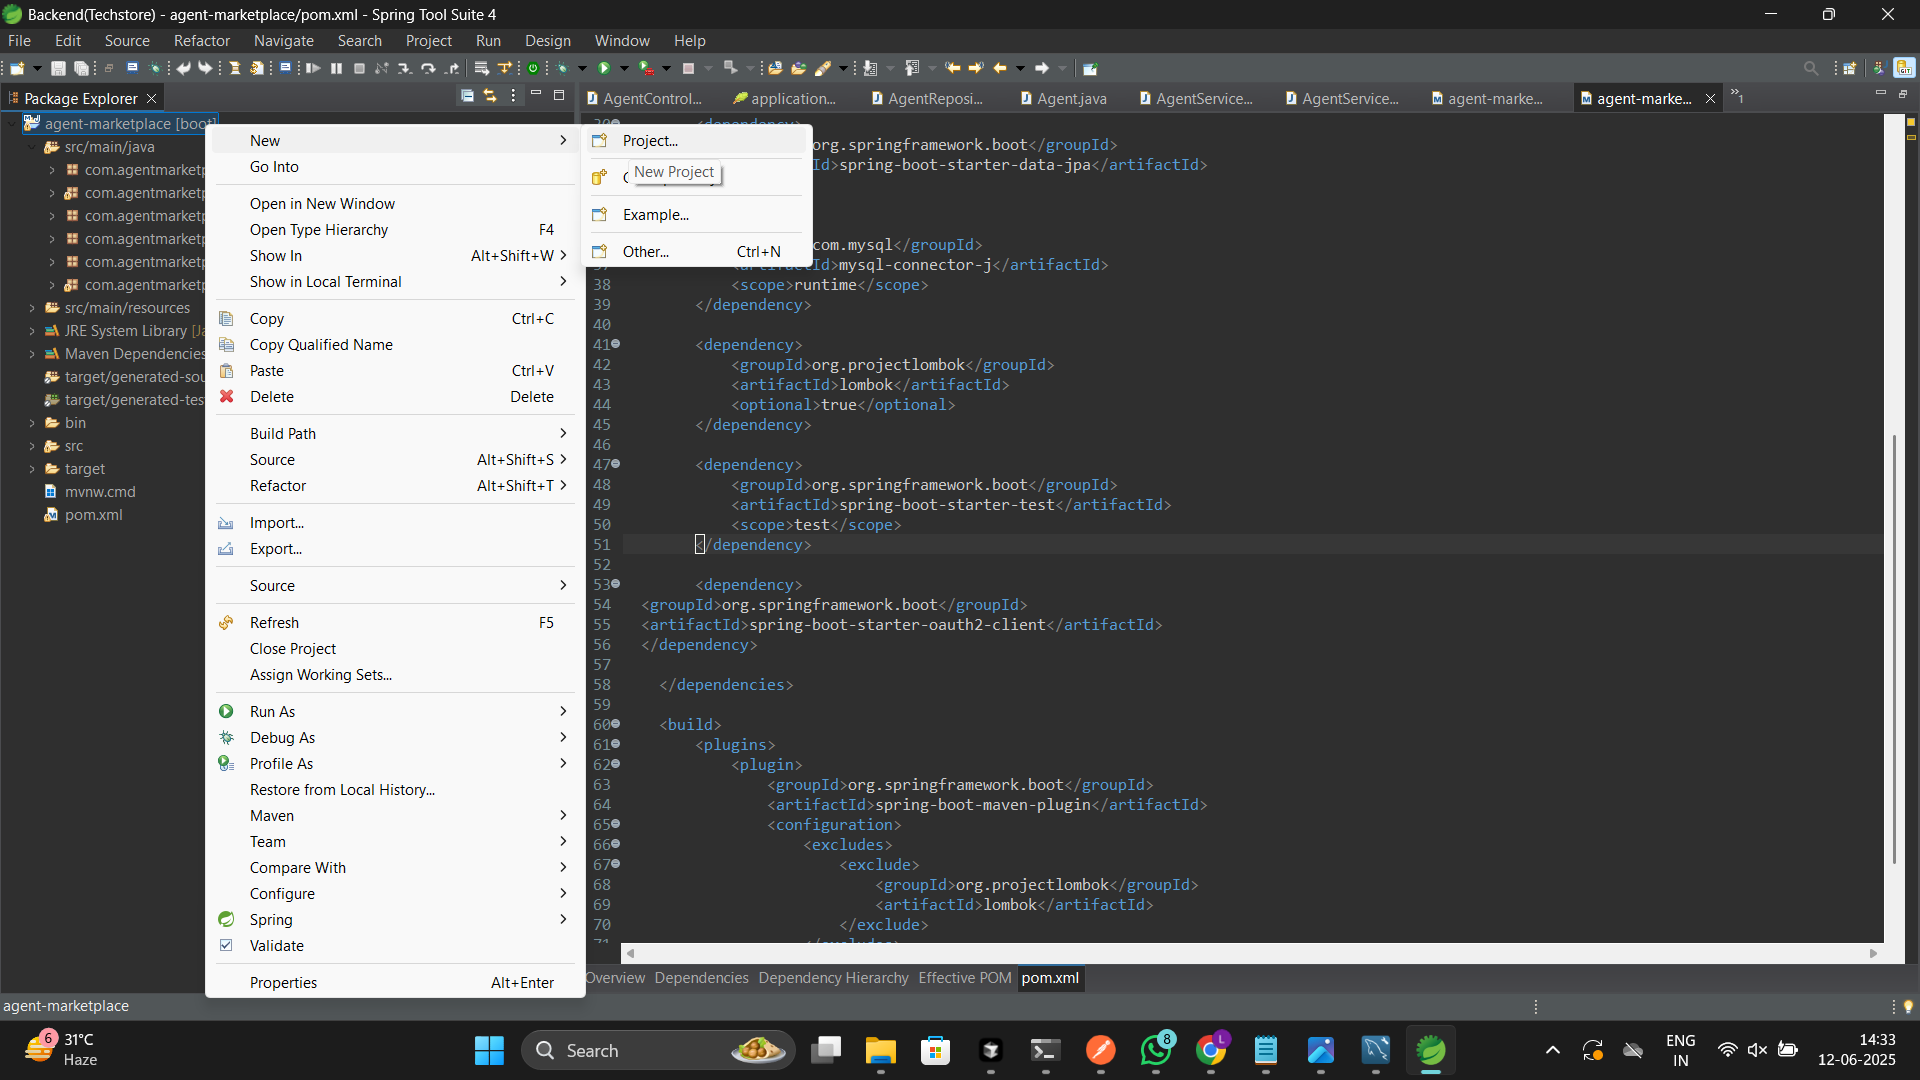 Backend(Techstore) - agent-marketplace/pom.xml - Spring Tool Suite 4
File Edit Source Refactor Navigate Search Project Run Design Window Help
Package Explorer
AgentControl...
application...
AgentReposi...
Agent.java
AgentService...
AgentService...
agent-marke...
agent-marke...
1
agent-marketplace [boot]
src/main/java
com.agentmarketp
com.agentmarketp
com.agentmarketp
com.agentmarketp
com.agentmarketp
com.agentmarketp
src/main/resources
JRE System Library [Ja
Maven Dependencies
target/generated-sou
target/generated-tes
bin
src
target
mvnw.cmd
pom.xml
New
Go Into
Open in New Window
Open Type Hierarchy F4
Show In Alt+Shift+W
Show in Local Terminal
Copy Ctrl+C
Copy Qualified Name
Paste Ctrl+V
Delete Delete
Build Path
Source Alt+Shift+S
Refactor Alt+Shift+T
Import...
Export...
Source
Refresh F5
Close Project
Assign Working Sets...
Run As
Debug As
Profile As
Restore from Local History...
Maven
Team
Compare With
Configure
Spring
Validate
Properties Alt+Enter
Project...
New Project
Example...
Other... Ctrl+N
org.springframework.boot</groupId>
Id>spring-boot-starter-data-jpa</artifactId>
com.mysql</groupId>
<artifactId>mysql-connector-j</artifactId>
38 <scope>runtime</scope>
39 </dependency>
40
41 <dependency>
42 <groupId>org.projectlombok</groupId>
43 <artifactId>lombok</artifactId>
44 <optional>true</optional>
45 </dependency>
46
47 <dependency>
48 <groupId>org.springframework.boot</groupId>
49 <artifactId>spring-boot-starter-test</artifactId>
50 <scope>test</scope>
51 </dependency>
52
53 <dependency>
54 <groupId>org.springframework.boot</groupId>
55 <artifactId>spring-boot-starter-oauth2-client</artifactId>
56 </dependency>
57
58 </dependencies>
59
60 <build>
61 <plugins>
62 <plugin>
63 <groupId>org.springframework.boot</groupId>
64 <artifactId>spring-boot-maven-plugin</artifactId>
65 <configuration>
66 <excludes>
67 <exclude>
68 <groupId>org.projectlombok</groupId>
69 <artifactId>lombok</artifactId>
70 </exclude>
Overview Dependencies Dependency Hierarchy Effective POM pom.xml
agent-marketplace
6
31°C
Haze
Search
8
L
ENG
IN
14:33
12-06-2025